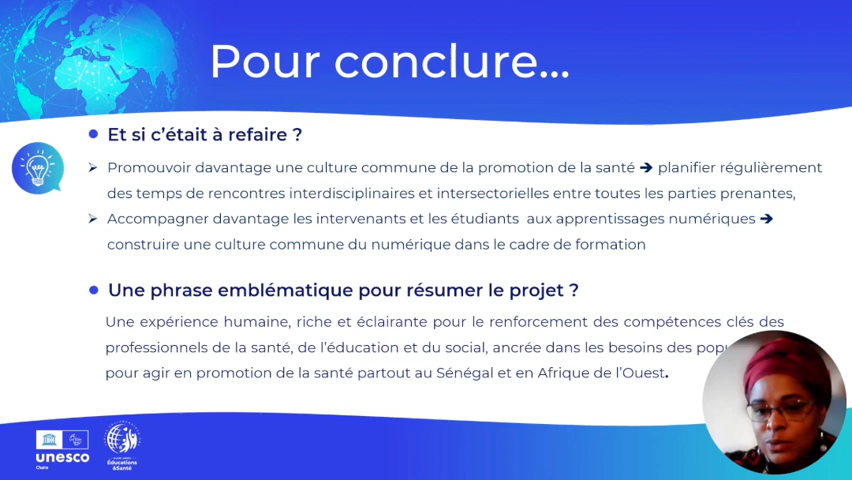 Pour conclure...
Et si c'était à refaire ?
Promouvoir davantage une culture commune de la promotion de la santé ➔ planifier régulièrement
des temps de rencontres interdisciplinaires et intersectorielles entre toutes les parties prenantes,
Accompagner davantage les intervenants et les étudiants aux apprentissages numériques ➔
construire une culture commune du numérique dans le cadre de formation
Une phrase emblématique pour résumer le projet ?
Une expérience humaine, riche et éclairante pour le renforcement des compétences clés des
professionnels de la santé, de l'éducation et du social, ancrée dans les besoins des
pour agir en promotion de la santé partout au Sénégal et en Afrique de l'Ouest.
unesco
Chaire
Éducations
&Santé